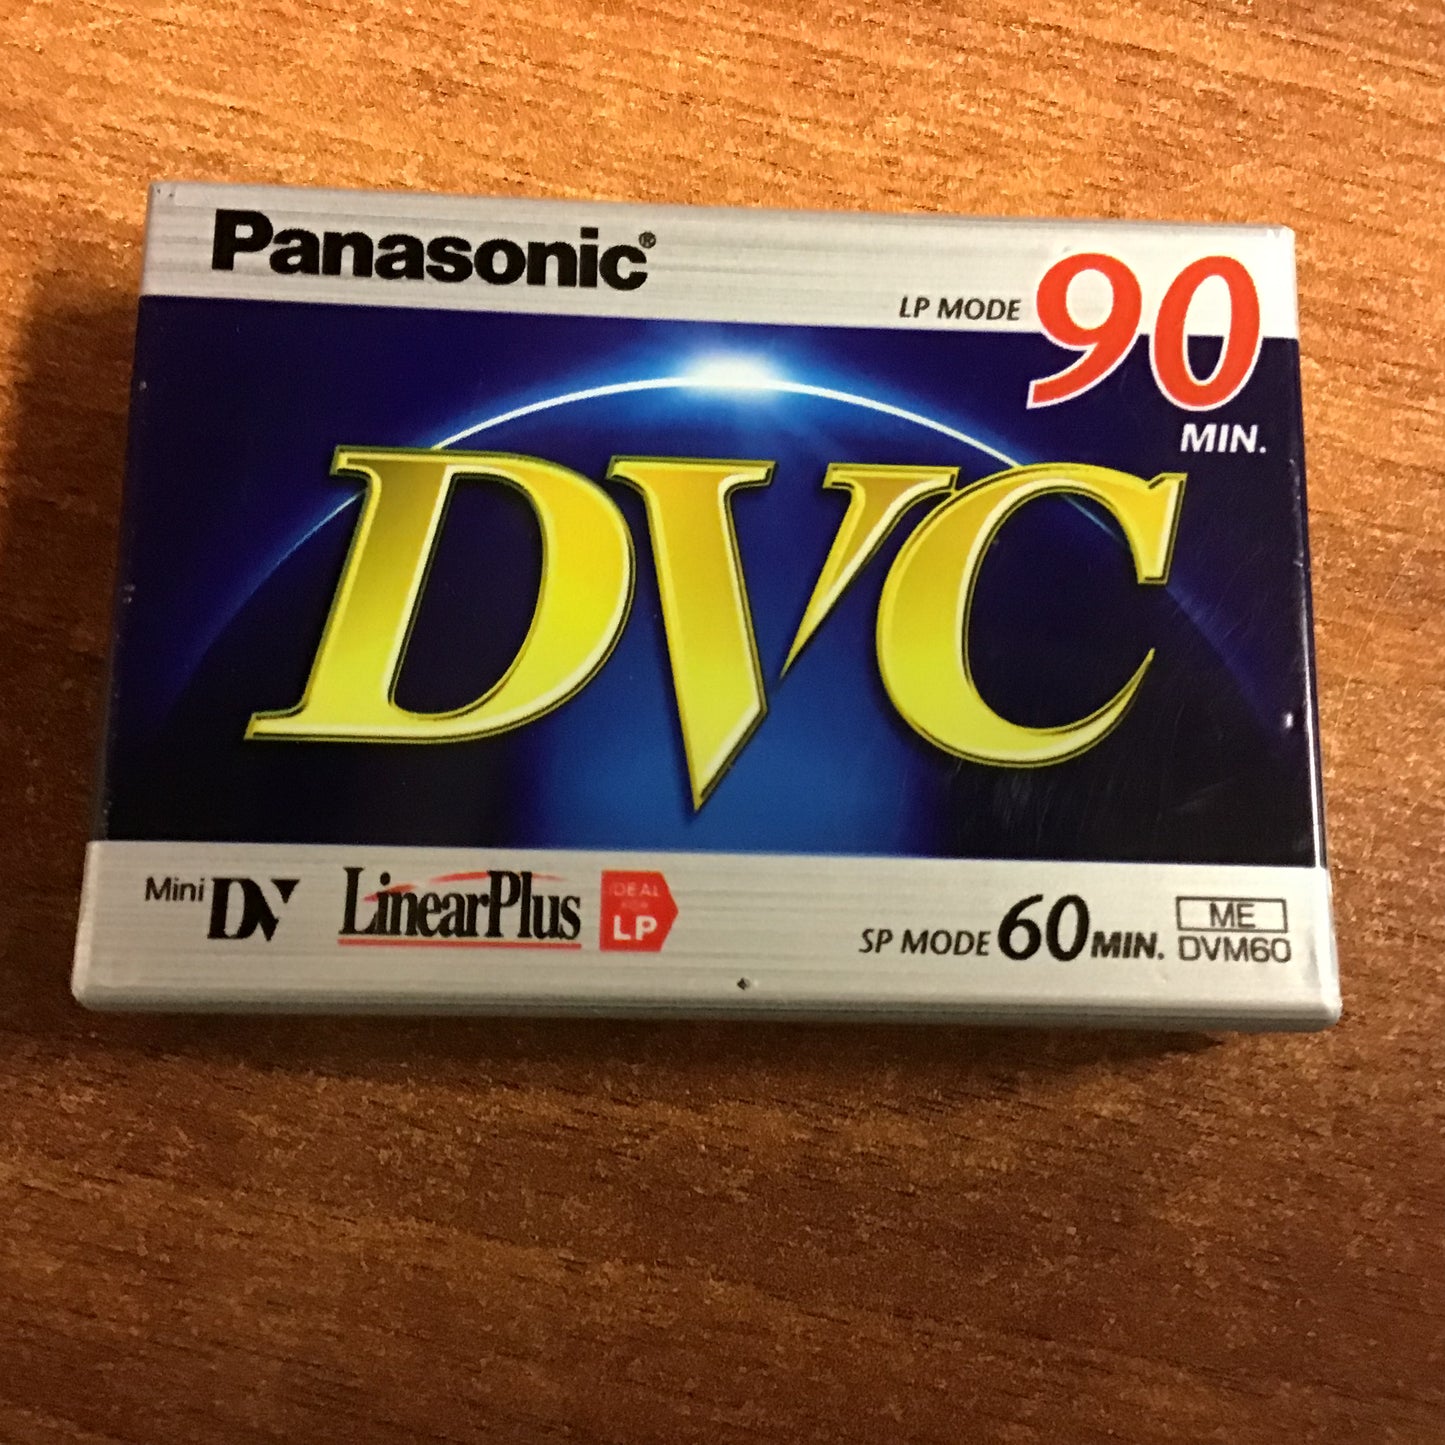 Panasonic®
LP MODE 90
MIN.
DVC
Mini DV LinearPlus IDEAL FOR LP
SP MODE 60 MIN. ME
DVM60